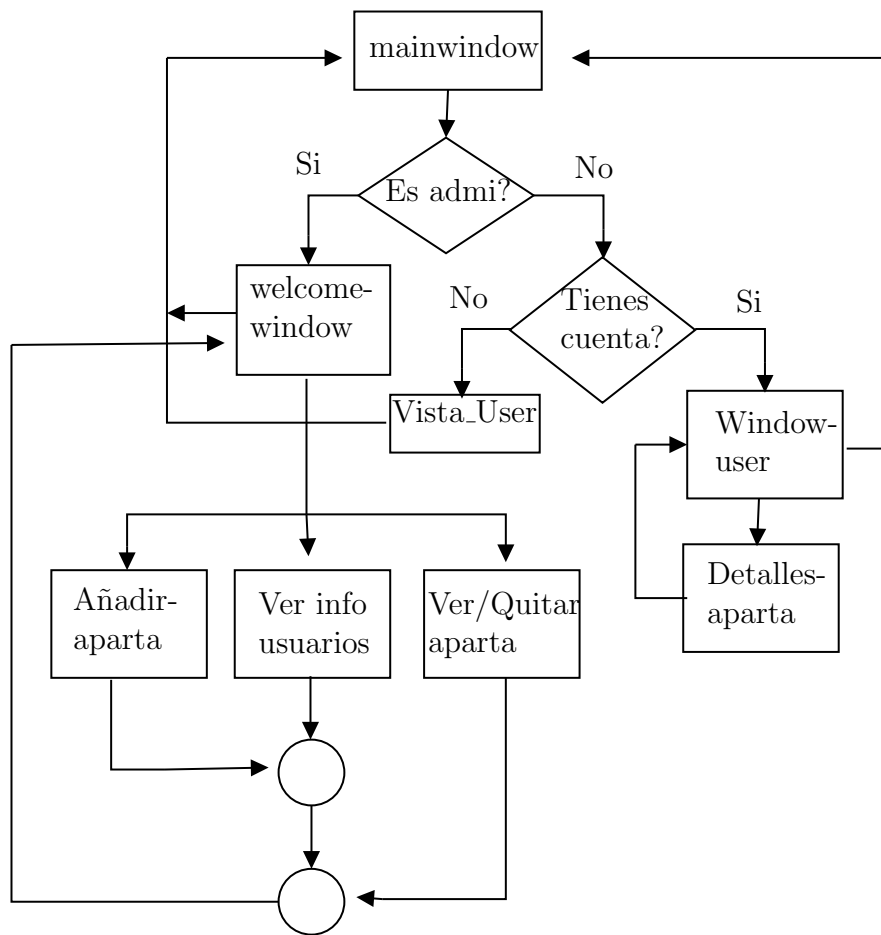 mainwindow
Si
No
Es admi?
welcome-
window
No
Tienes
cuenta?
Si
Vista_User
Window-
user
Añadir-
aparta
Ver info
usuarios
Ver/Quitar
aparta
Detalles-
aparta